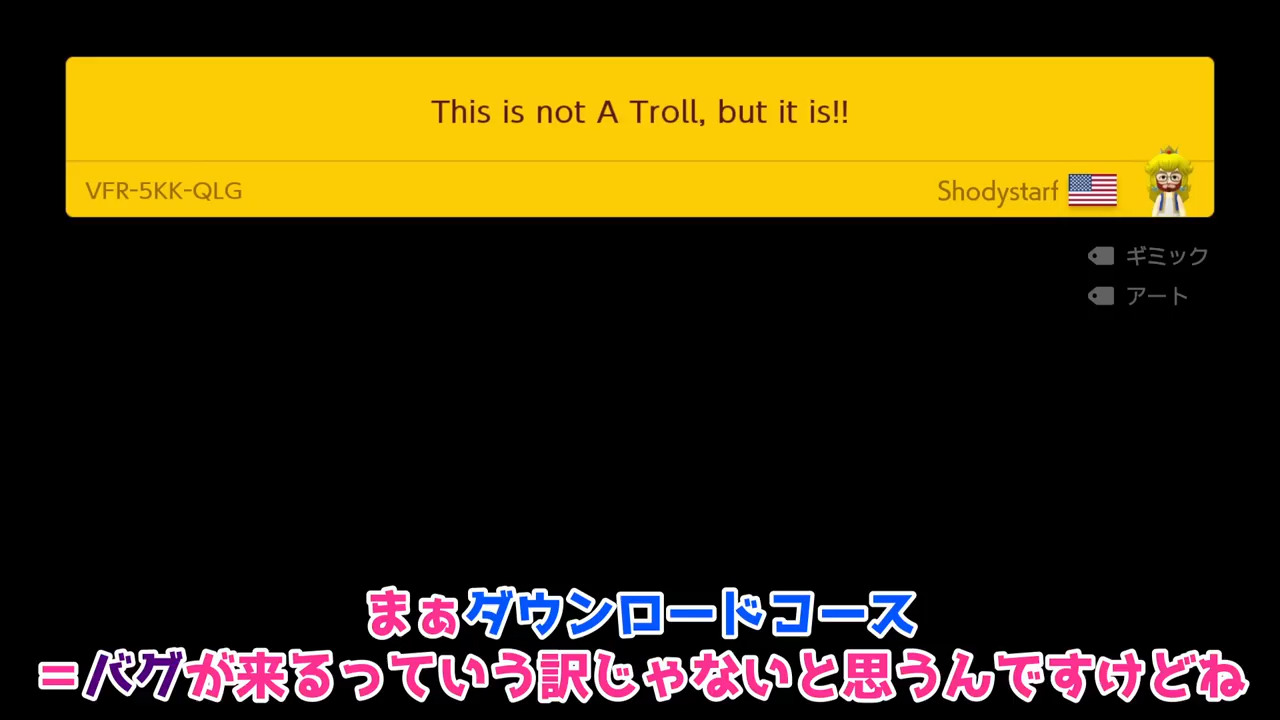 This is not A Troll, but it is!!
VFR-5KK-QLG
Shodystarf
ギミック
アート
まぁダウンロードコース
=バグが来るっていう訳じゃないと思うんですけどね